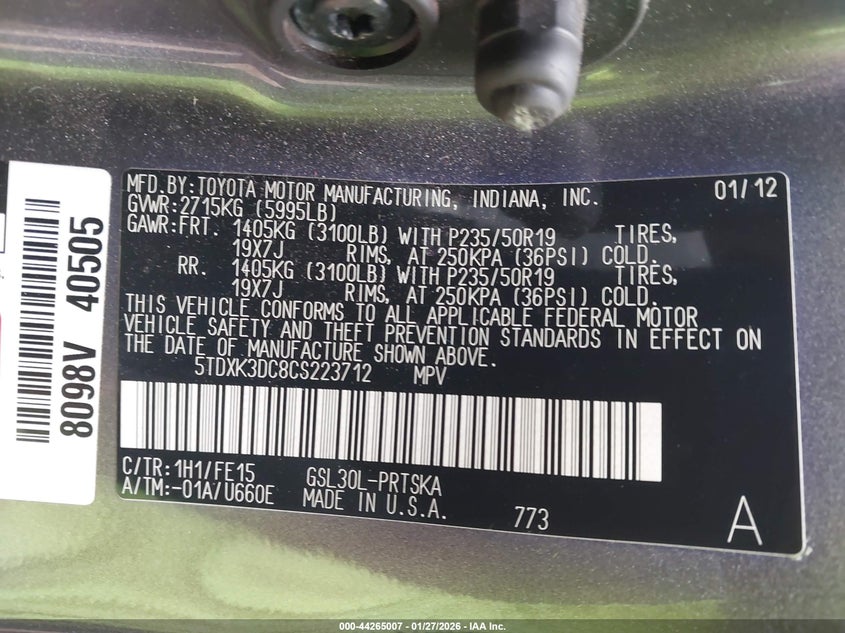 MFD.BY:TOYOTA MOTOR MANUFACTURING, INDIANA, INC. 01/12
GVWR:2715KG (5995LB)
GAWR:FRT. 1405KG (3100LB) WITH P235/50R19 TIRES,
19X7J RIMS, AT 250KPA (36PSI) COLD.
RR. 1405KG (3100LB) WITH P235/50R19 TIRES,
19X7J RIMS, AT 250KPA (36PSI) COLD.
THIS VEHICLE CONFORMS TO ALL APPLICABLE FEDERAL MOTOR
VEHICLE SAFETY AND THEFT PREVENTION STANDARDS IN EFFECT ON
THE DATE OF MANUFACTURE SHOWN ABOVE.
5TDXK3DC8CS223712 MPV
C/TR:1H1/FE15 GSL30L-PRTSKA
A/TM:-01A/U660E MADE IN U.S.A. 773 A
8098V 40505
000-44265007 - 01/27/2026 - IAA Inc.